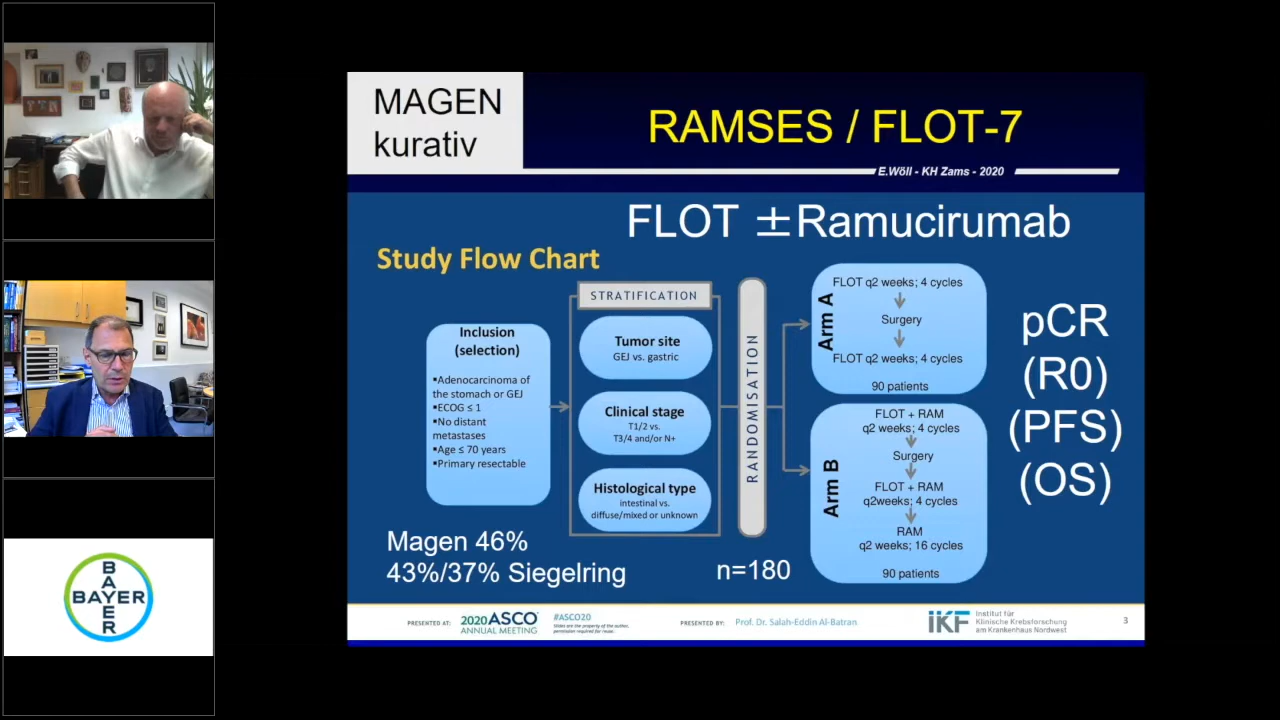 MAGEN
kurativ
RAMSES / FLOT-7
E.Wöll - KH Zams - 2020
FLOT ±Ramucirumab
Study Flow Chart
Inclusion
(selection)
▪Adenocarcinoma of
the stomach or GEJ
▪ECOG ≤ 1
▪No distant
metastases
▪Age ≤ 70 years
▪Primary resectable
STRATIFICATION
Tumor site
GEJ vs. gastric
Clinical stage
T1/2 vs.
T3/4 and/or N+
Histological type
intestinal vs.
diffuse/mixed or unknown
RANDOMISATION
Arm A
FLOT q2 weeks; 4 cycles
Surgery
FLOT q2 weeks; 4 cycles
90 patients
Arm B
FLOT + RAM
q2 weeks; 4 cycles
Surgery
FLOT + RAM
q2weeks; 4 cycles
RAM
q2 weeks; 16 cycles
90 patients
pCR
(R0)
(PFS)
(OS)
Magen 46%
43%/37% Siegelring
n=180
PRESENTED AT:
2020 ASCO
ANNUAL MEETING
#ASCO20
Slides are the property of the author,
permission required for reuse.
PRESENTED BY:
Prof. Dr. Salah-Eddin Al-Batran
IKF
Institut für
Klinische Krebsforschung
am Krankenhaus Nordwest
3
BAYER
BAYER